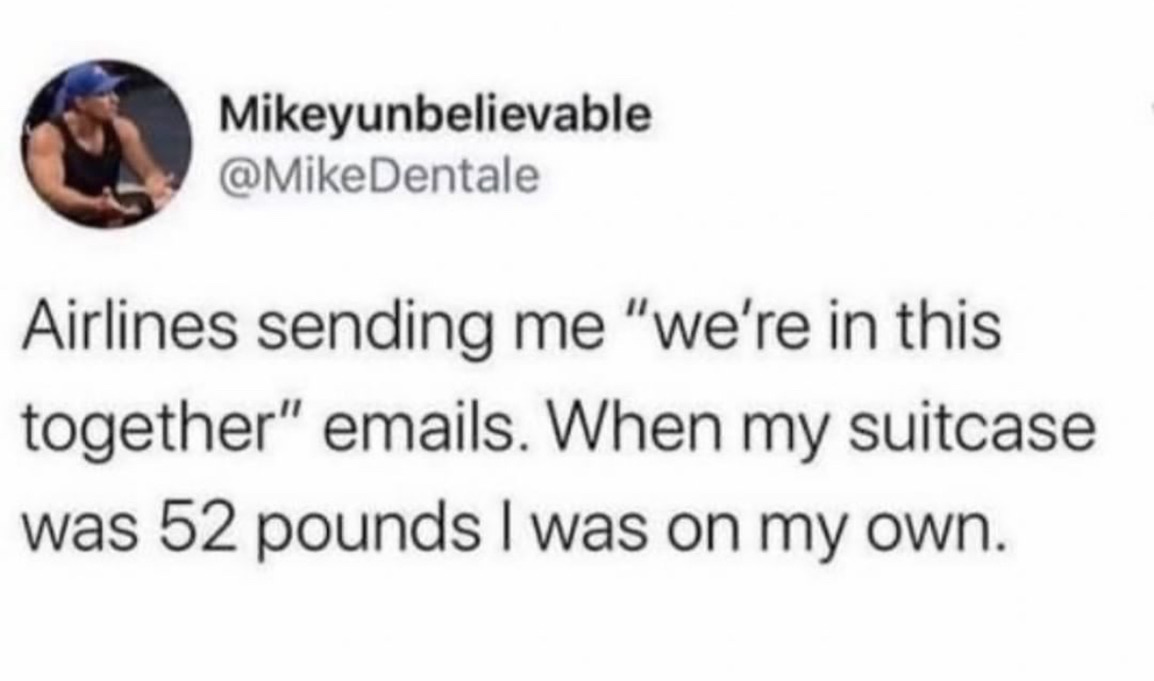 Mikeyunbelievable
@MikeDentale
Airlines sending me "we're in this
together" emails. When my suitcase
was 52 pounds I was on my own.